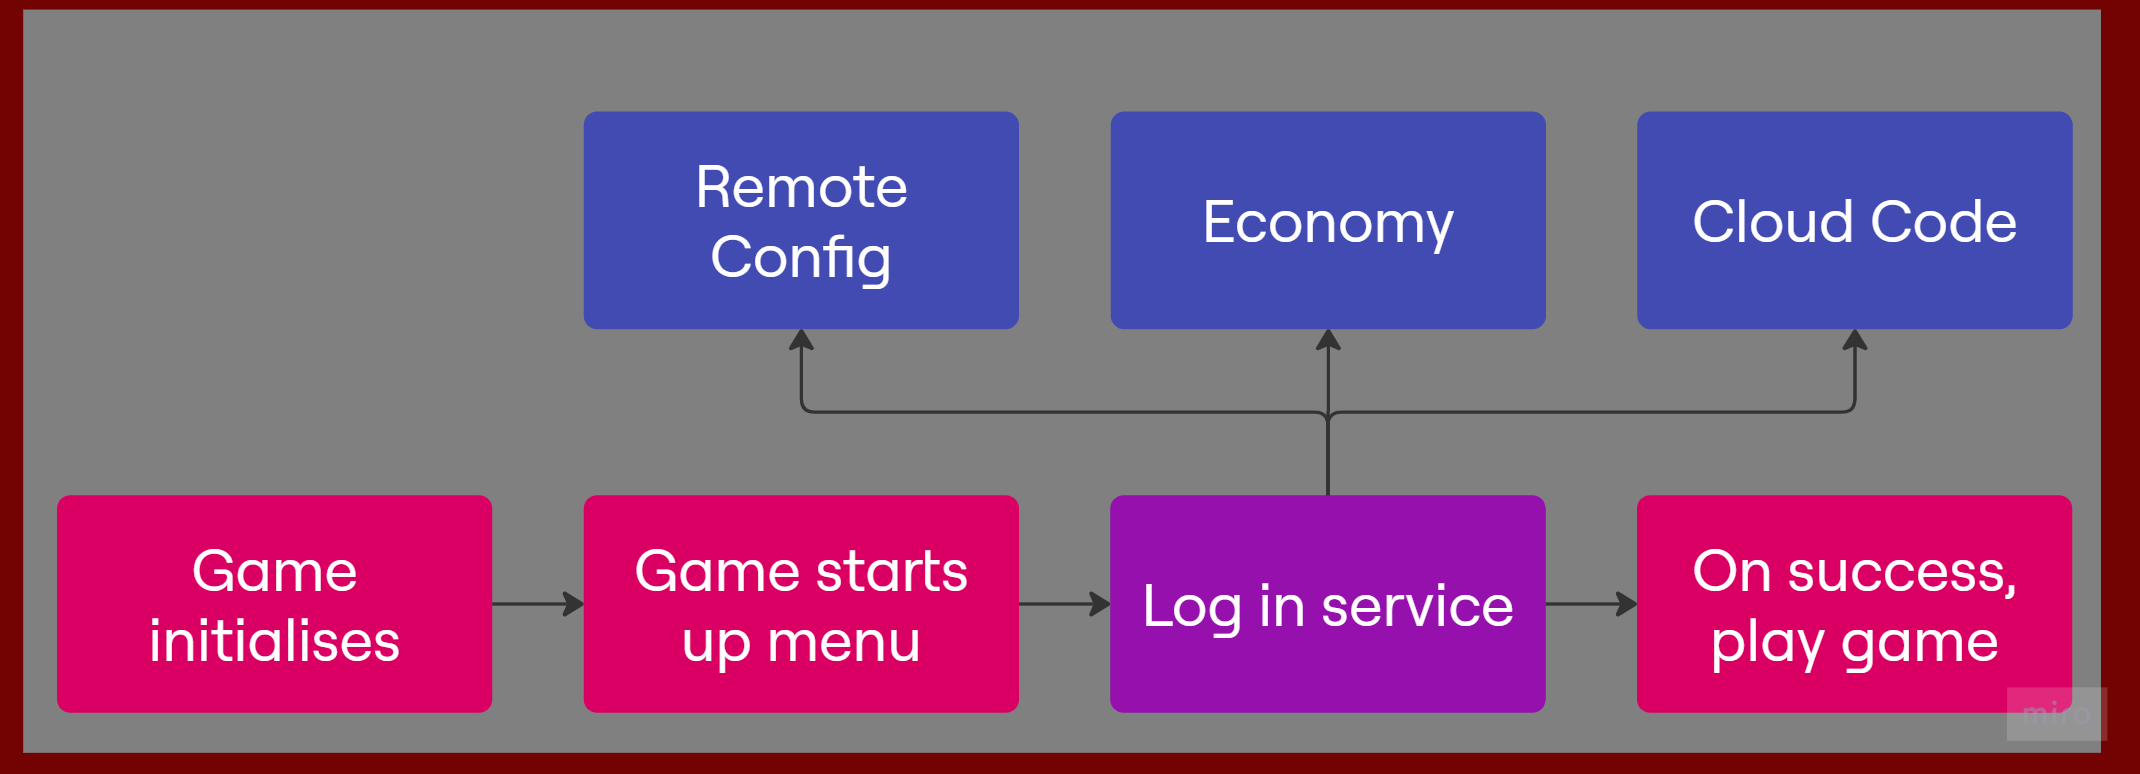 Remote
Config
Economy
Cloud Code
Game
initialises
Game starts
up menu
Log in service
On success,
play game
miro